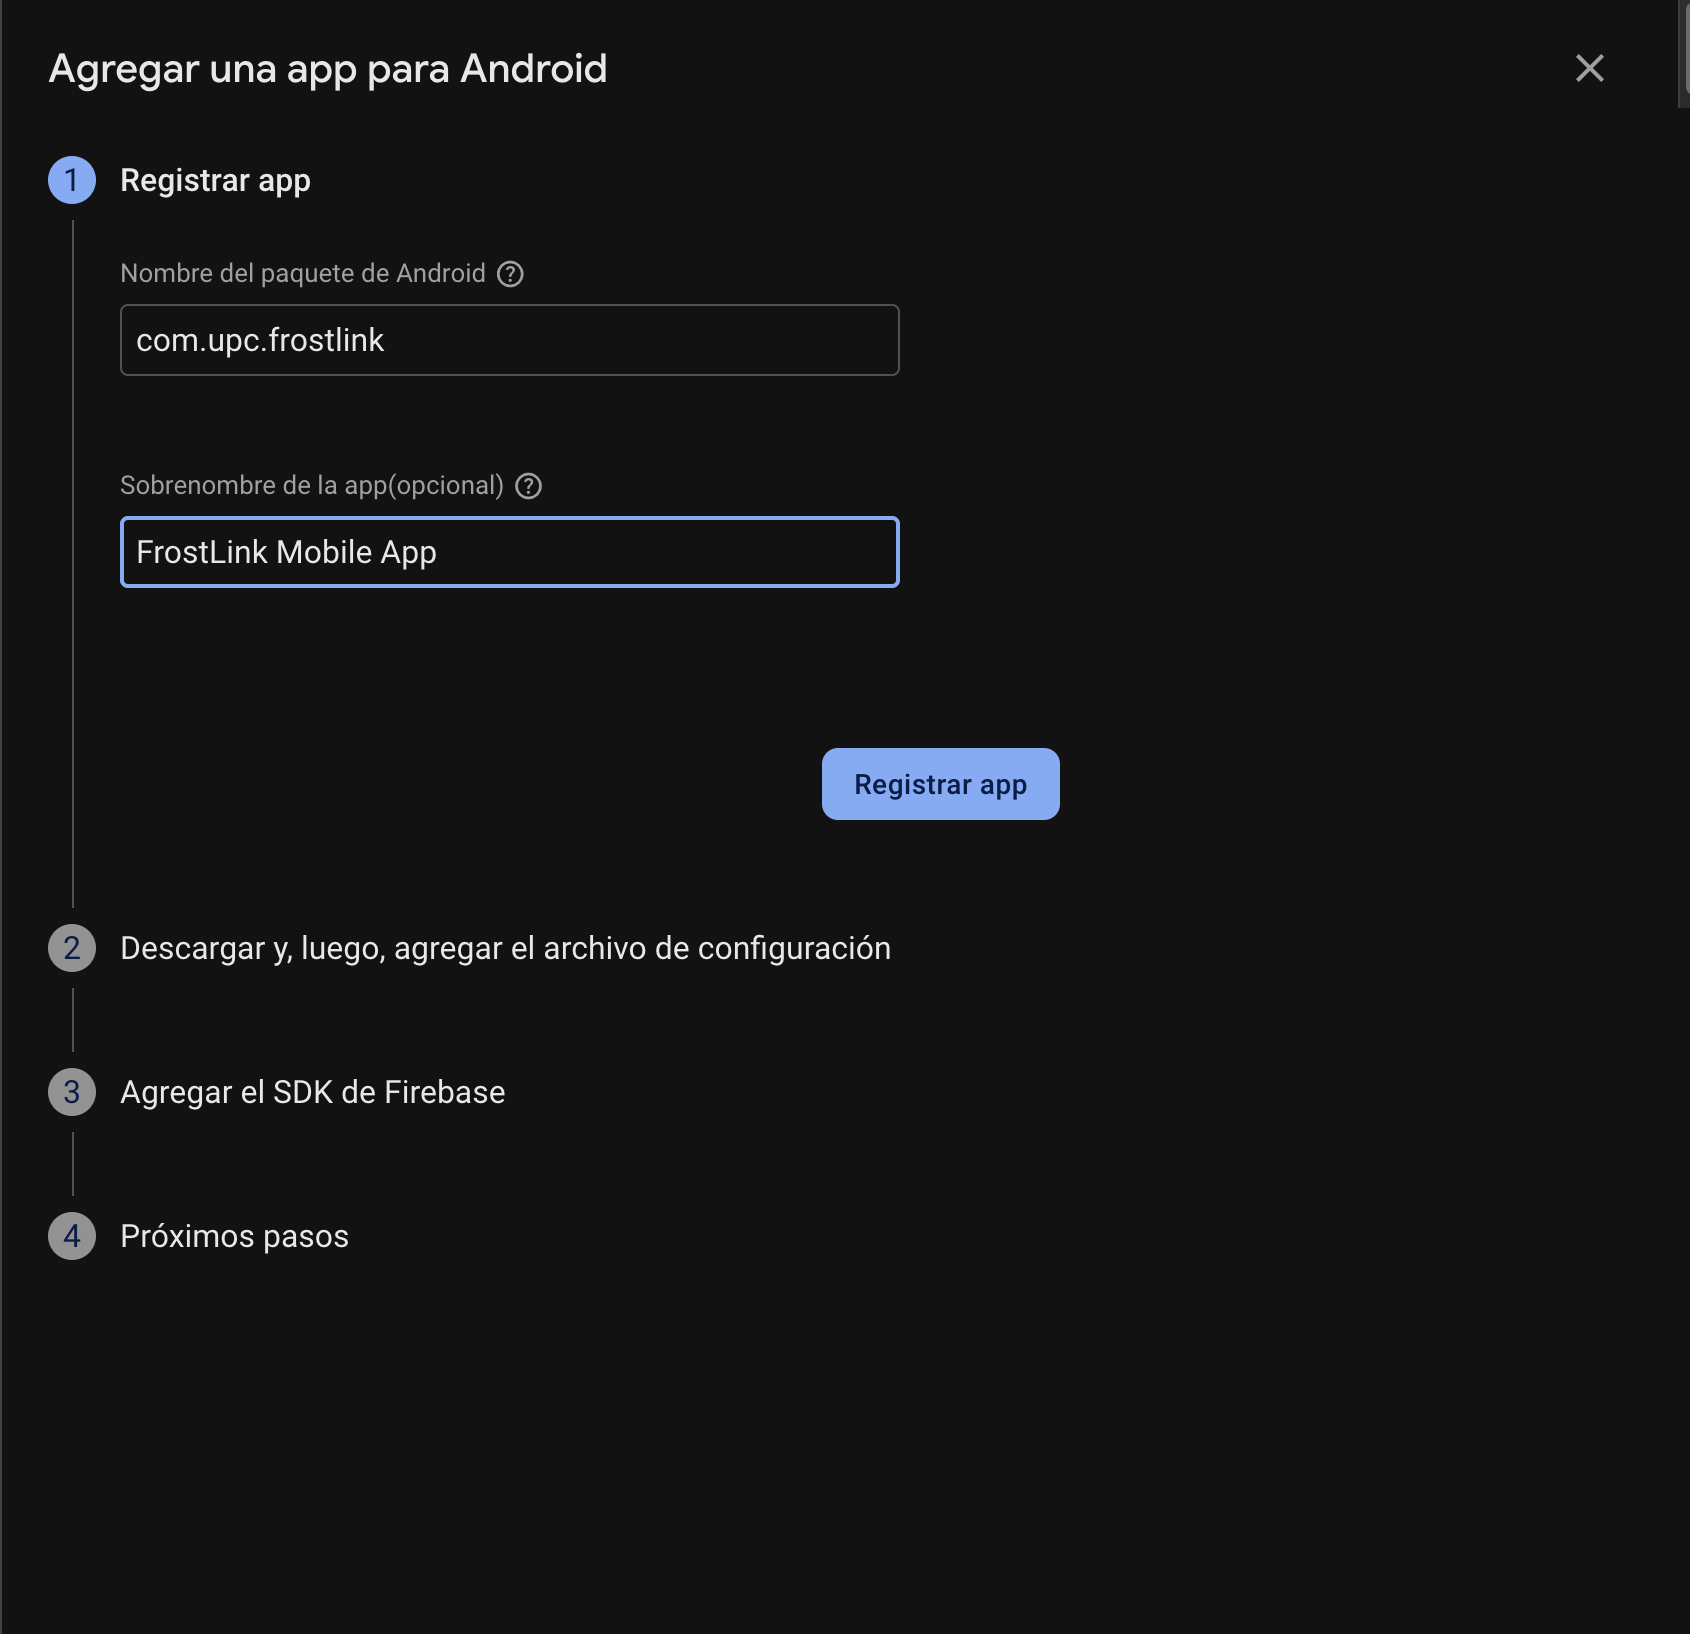 Agregar una app para Android
1 Registrar app
Nombre del paquete de Android
com.upc.frostlink
Sobrenombre de la app(opcional)
FrostLink Mobile App
Registrar app
2 Descargar y, luego, agregar el archivo de configuración
3 Agregar el SDK de Firebase
4 Próximos pasos